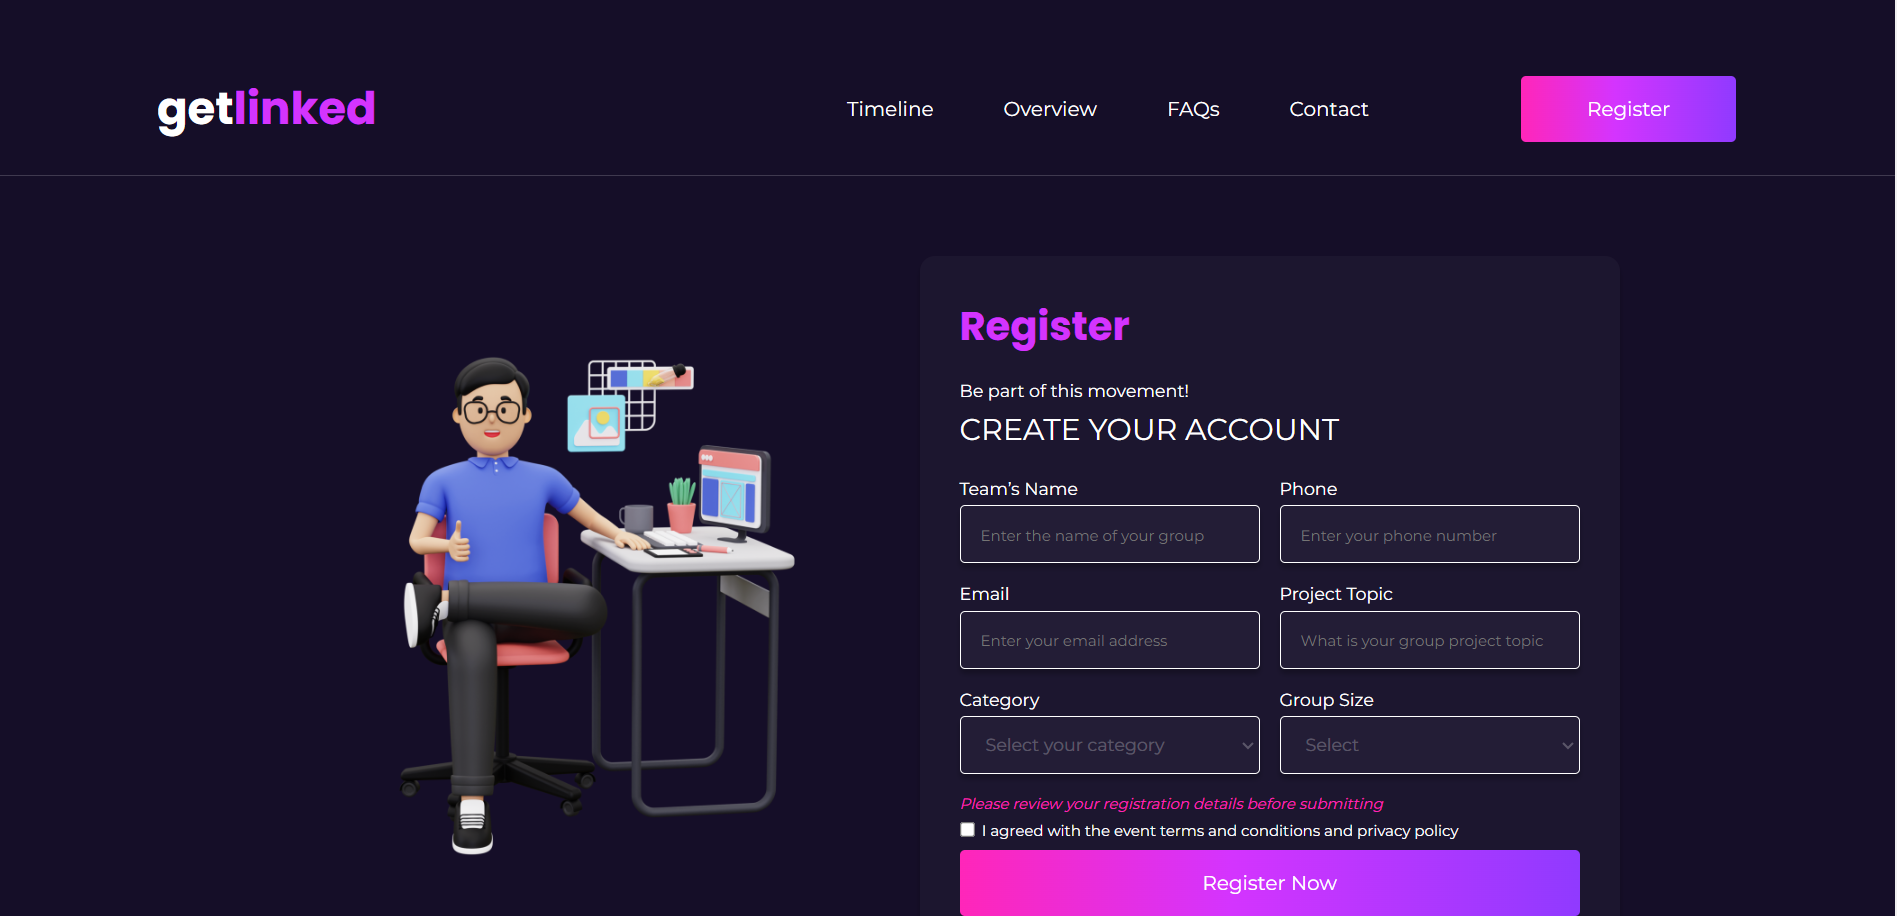 getlinked
Timeline Overview FAQs Contact Register
Register
Be part of this movement!
CREATE YOUR ACCOUNT
Team’s Name Phone
Enter the name of your group Enter your phone number
Email Project Topic
Enter your email address What is your group project topic
Category Group Size
Select your category Select
Please review your registration details before submitting
I agreed with the event terms and conditions and privacy policy
Register Now